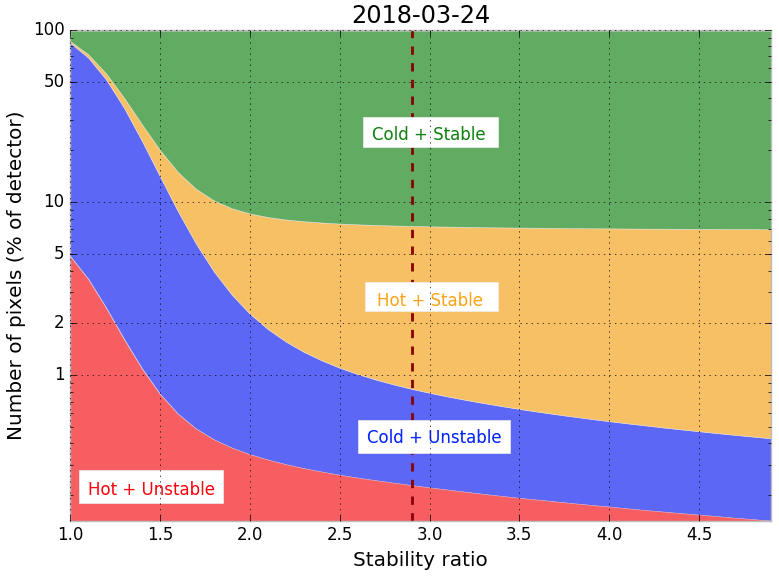 2018-03-24
Number of pixels (% of detector)
100
50
10
5
2
1
Cold + Stable
Hot + Stable
Cold + Unstable
Hot + Unstable
1.0 1.5 2.0 2.5 3.0 3.5 4.0 4.5
Stability ratio